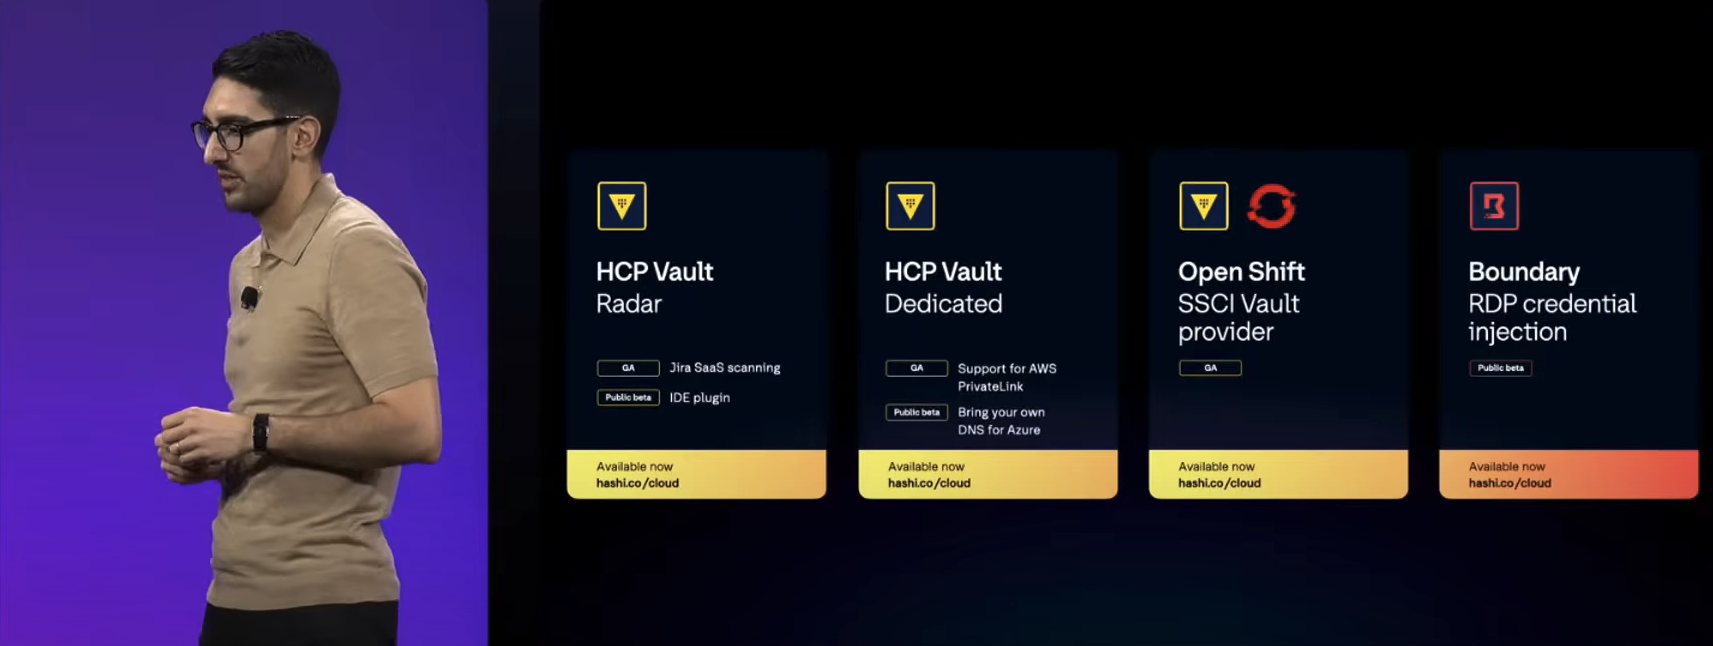 HCP Vault
Radar
GA Jira SaaS scanning
Public beta IDE plugin
Available now
hashi.co/cloud
HCP Vault
Dedicated
GA Support for AWS
PrivateLink
Public beta Bring your own
DNS for Azure
Available now
hashi.co/cloud
Open Shift
SSCI Vault
provider
GA
Available now
hashi.co/cloud
Boundary
RDP credential
injection
Public beta
Available now
hashi.co/cloud